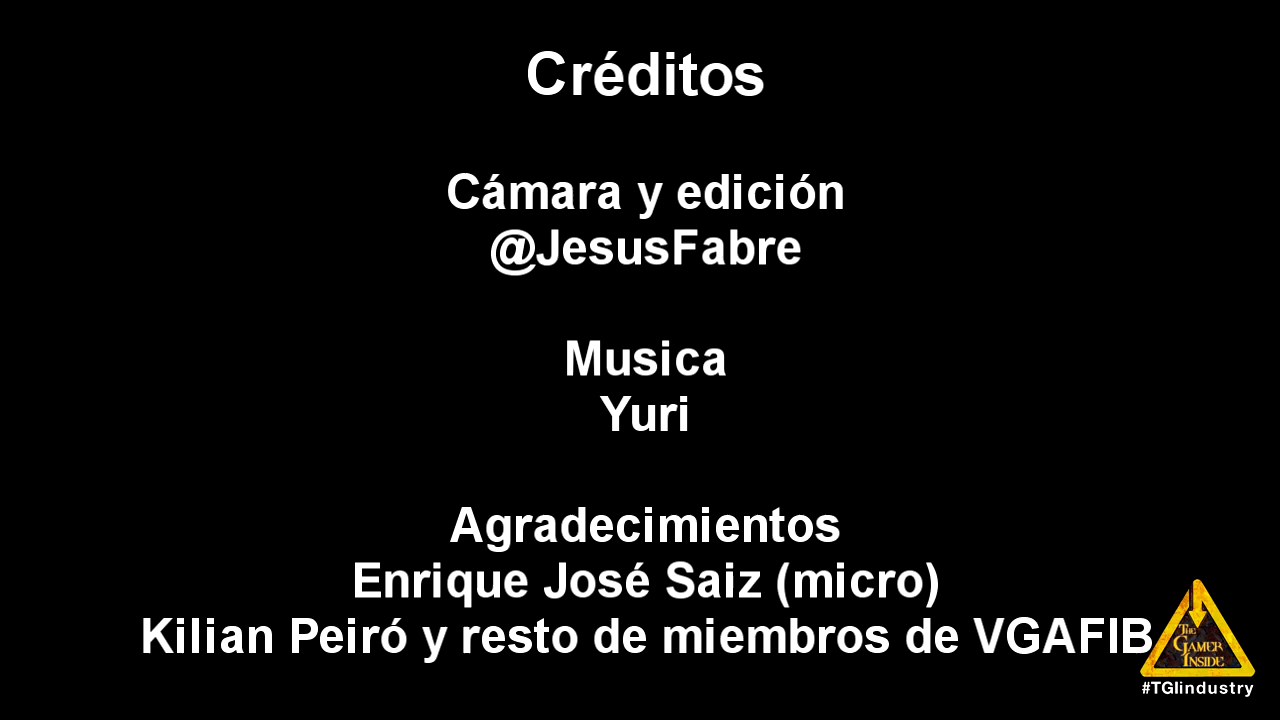 Créditos
Cámara y edición
@JesusFabre
Musica
Yuri
Agradecimientos
Enrique José Saiz (micro)
Kilian Peiró y resto de miembros de VGAFIB
THE
GAMER
INSIDE
#TGIindustry